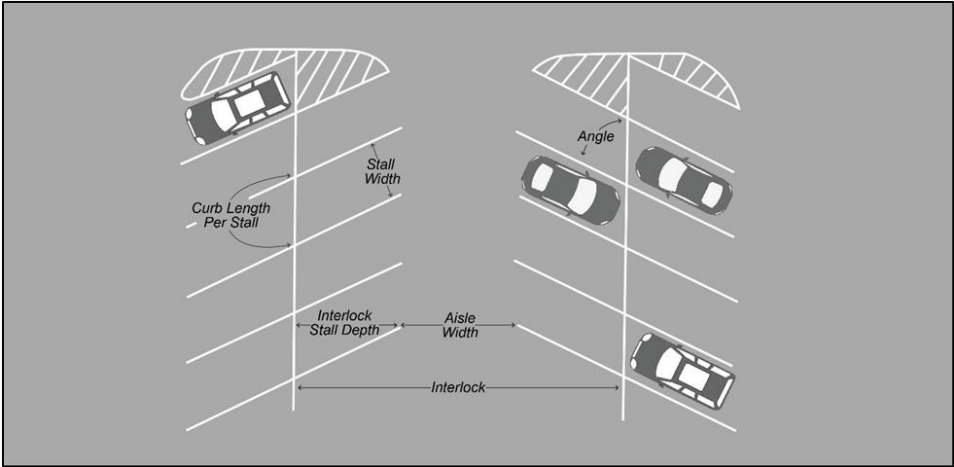 Angle
Stall
Width
Curb Length
Per Stall
Interlock
Stall Depth
Aisle
Width
Interlock